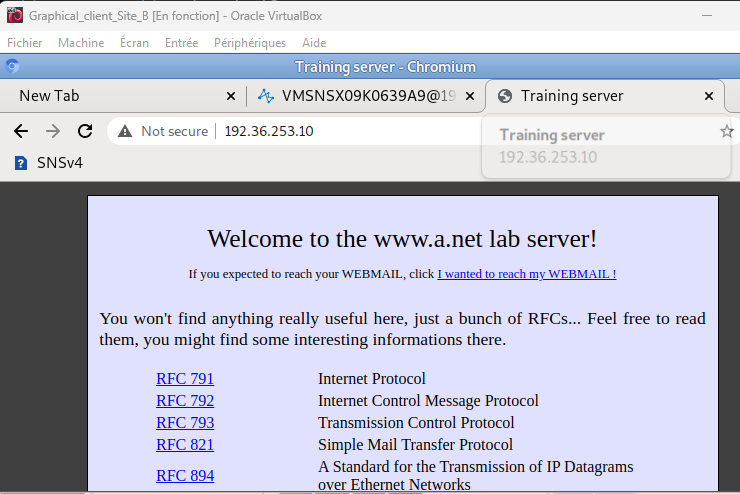 Graphical_client_Site_B [En fonction] - Oracle VirtualBox
Fichier Machine Écran Entrée Périphériques Aide
Training server - Chromium
New Tab VMSNSX09K0639A9@19 Training server
Not secure 192.36.253.10
Training server
192.36.253.10
SNSv4
Welcome to the www.a.net lab server!
If you expected to reach your WEBMAIL, click I wanted to reach my WEBMAIL !
You won't find anything really useful here, just a bunch of RFCs... Feel free to read
them, you might find some interesting informations there.
RFC 791 Internet Protocol
RFC 792 Internet Control Message Protocol
RFC 793 Transmission Control Protocol
RFC 821 Simple Mail Transfer Protocol
RFC 894 A Standard for the Transmission of IP Datagrams
over Ethernet Networks